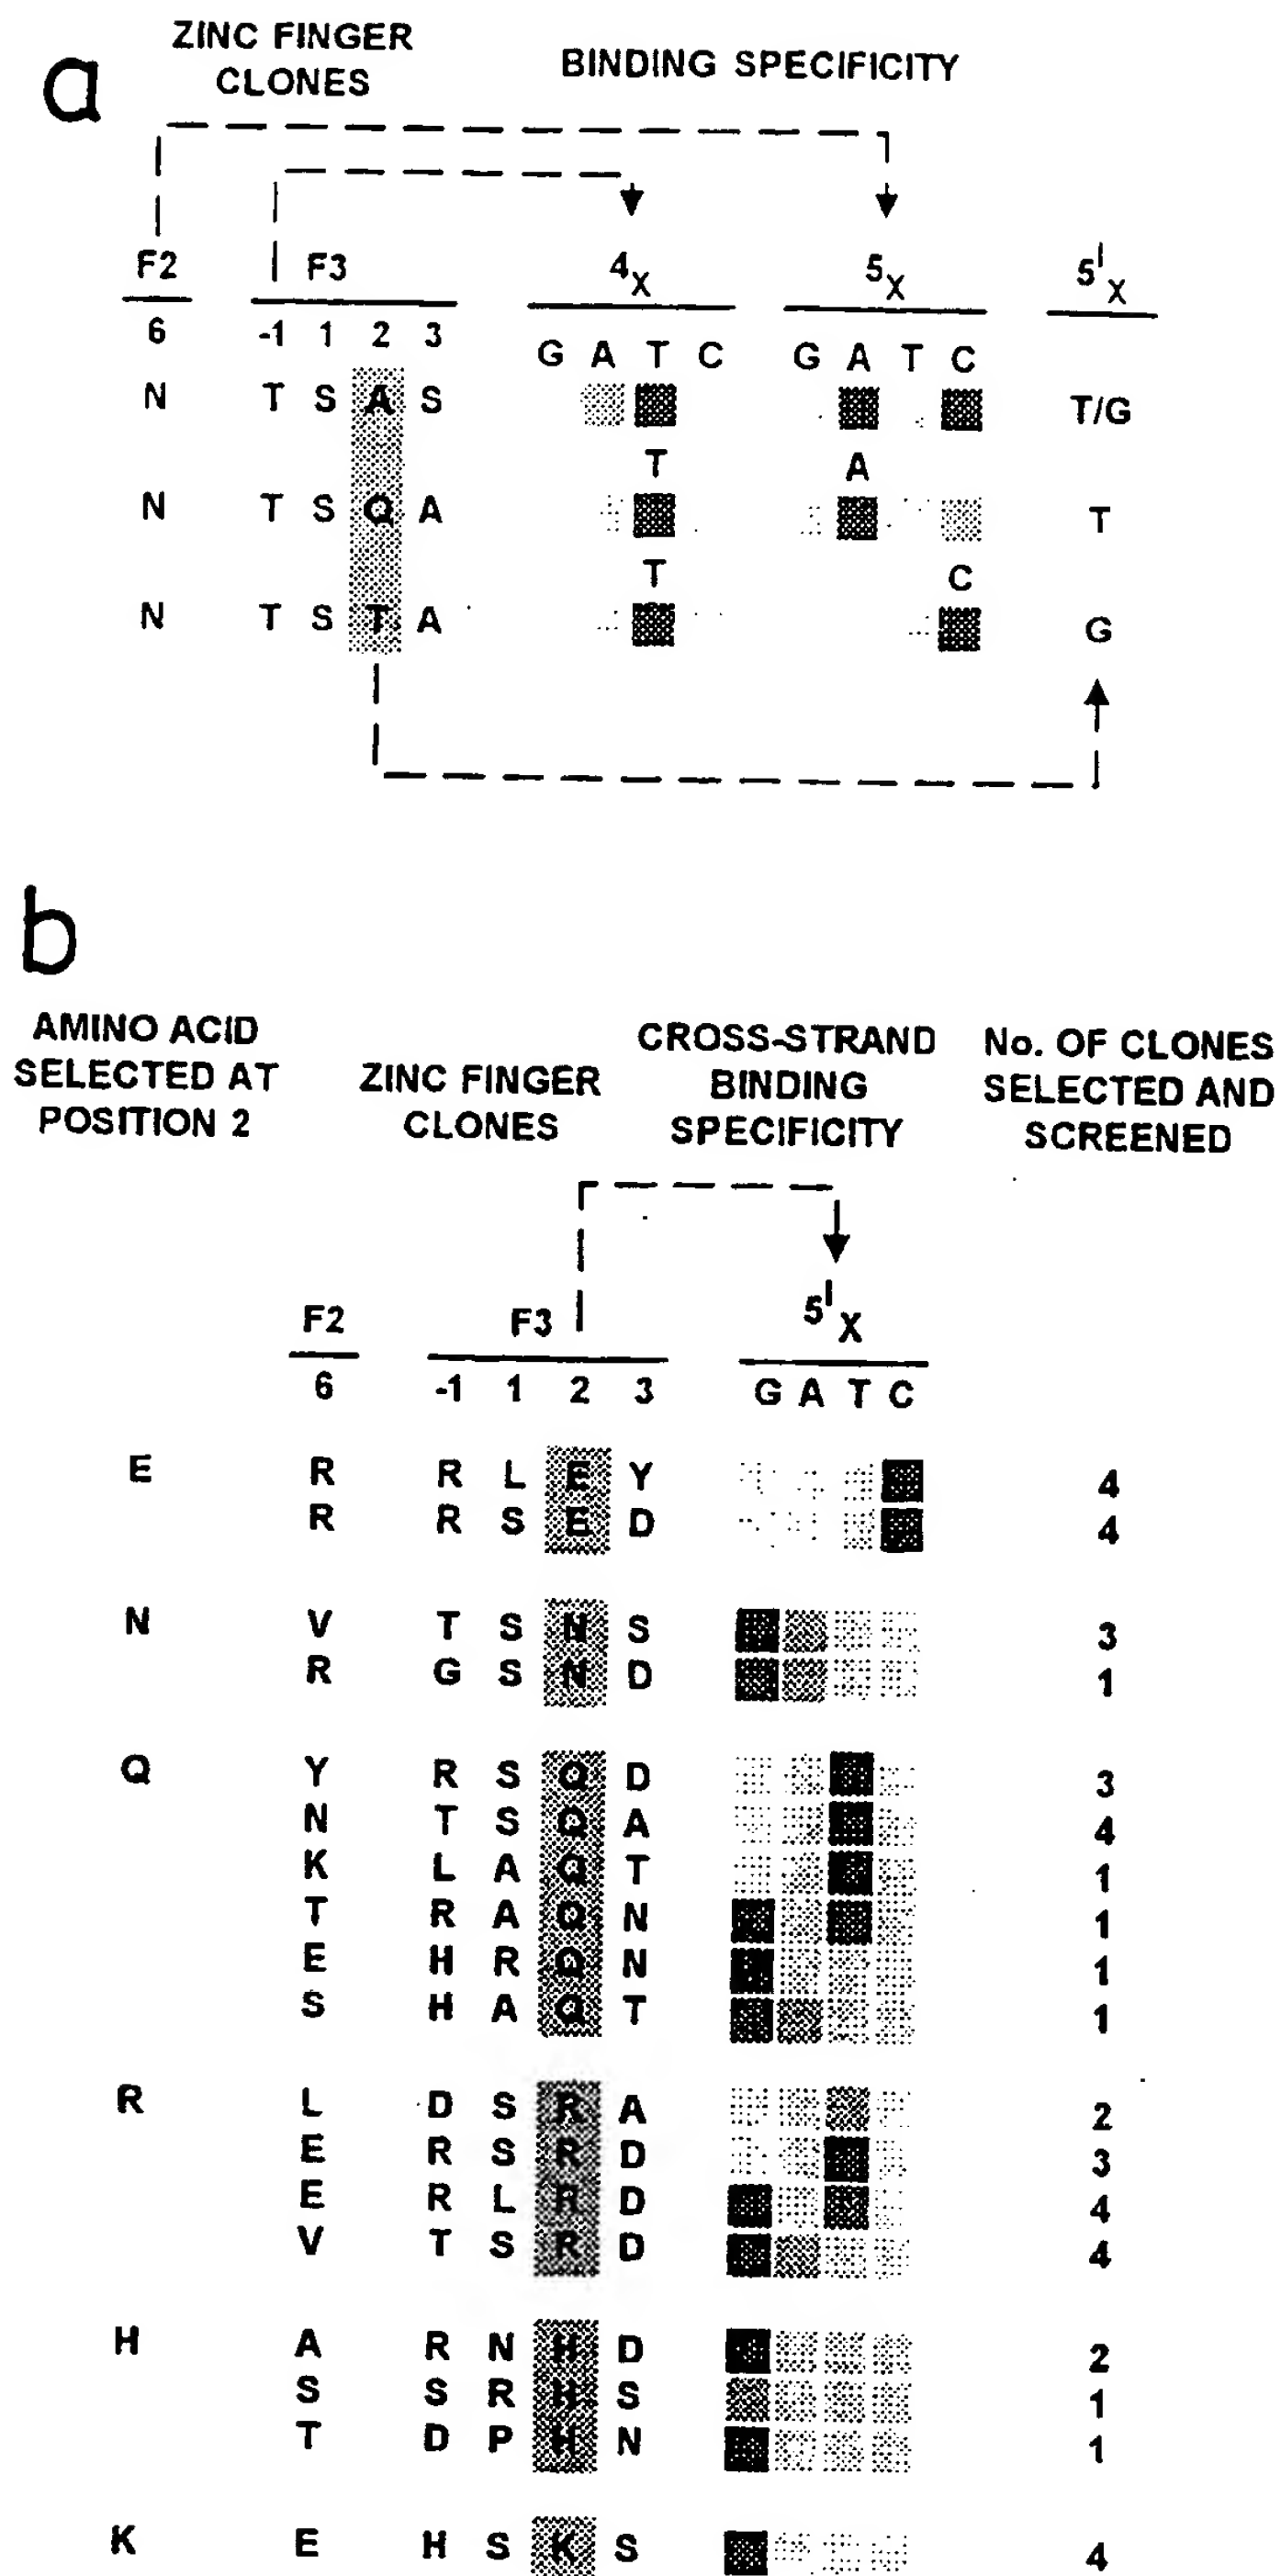 a
ZINC FINGER
CLONES
BINDING SPECIFICITY
F2 F3 4X 5X 5'X
6 -1 1 2 3 G A T C G A T C
N T S A S T/G
T A
N T S Q A T
T C
N T S T A G
b
AMINO ACID
SELECTED AT
POSITION 2
ZINC FINGER
CLONES
CROSS-STRAND
BINDING
SPECIFICITY
No. OF CLONES
SELECTED AND
SCREENED
F2 F3 5'X
6 -1 1 2 3 G A T C
E R R L E Y 4
R R S E D 4
N V T S N S 3
R G S N D 1
Q Y R S Q D 3
N T S Q A 4
K L A Q T 1
T R A Q N 1
E H R Q N 1
S H A Q T 1
R L D S R A 2
E R S R D 3
E R L R D 4
V T S R D 4
H A R N H D 2
S S R H S 1
T D P H N 1
K E H S K S 4